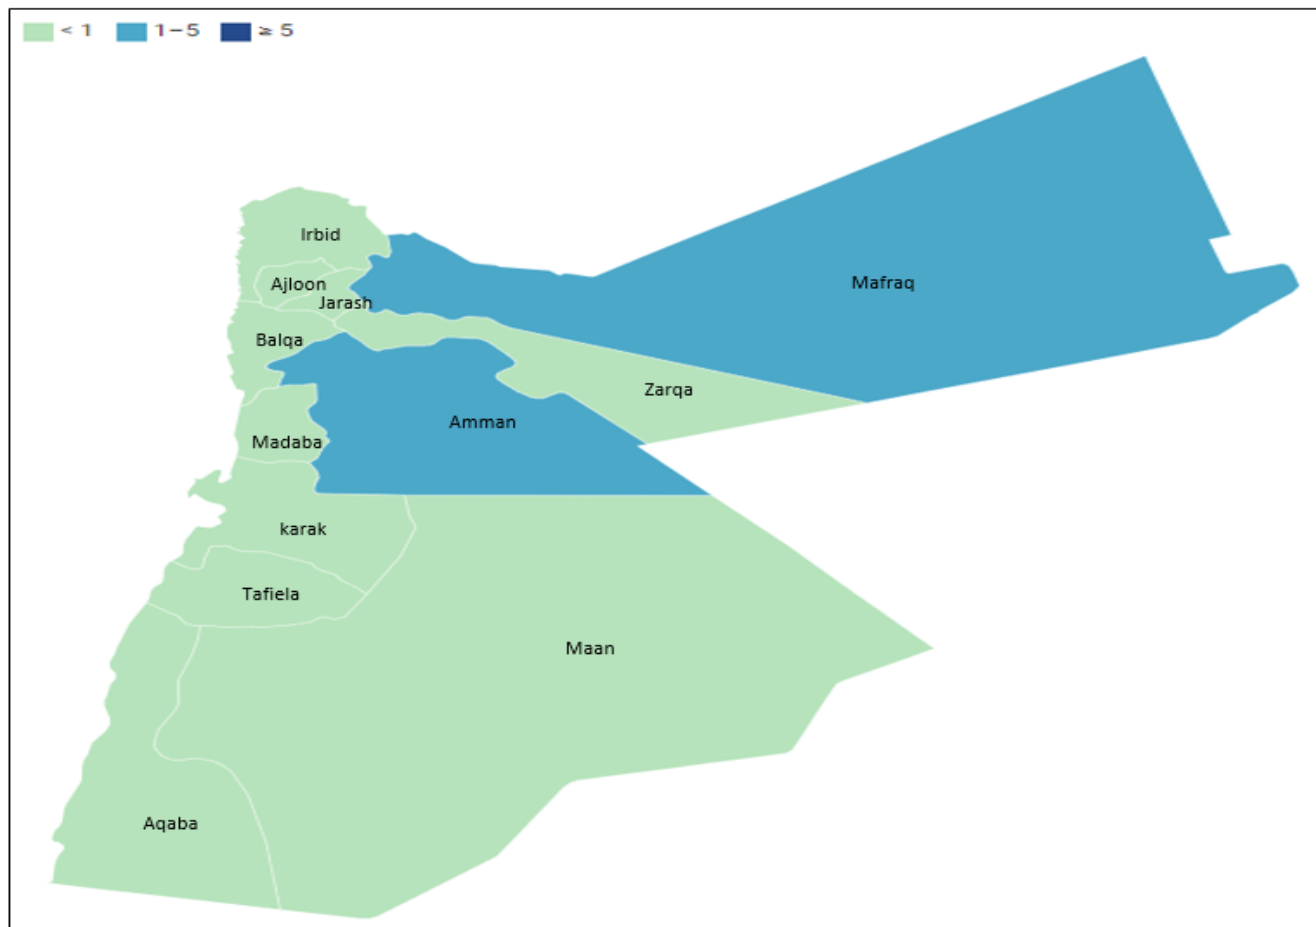 < 1 1–5 ≥ 5
Irbid
Ajloon
Mafraq
Jarash
Balqa
Zarqa
Amman
Madaba
karak
Tafiela
Maan
Aqaba